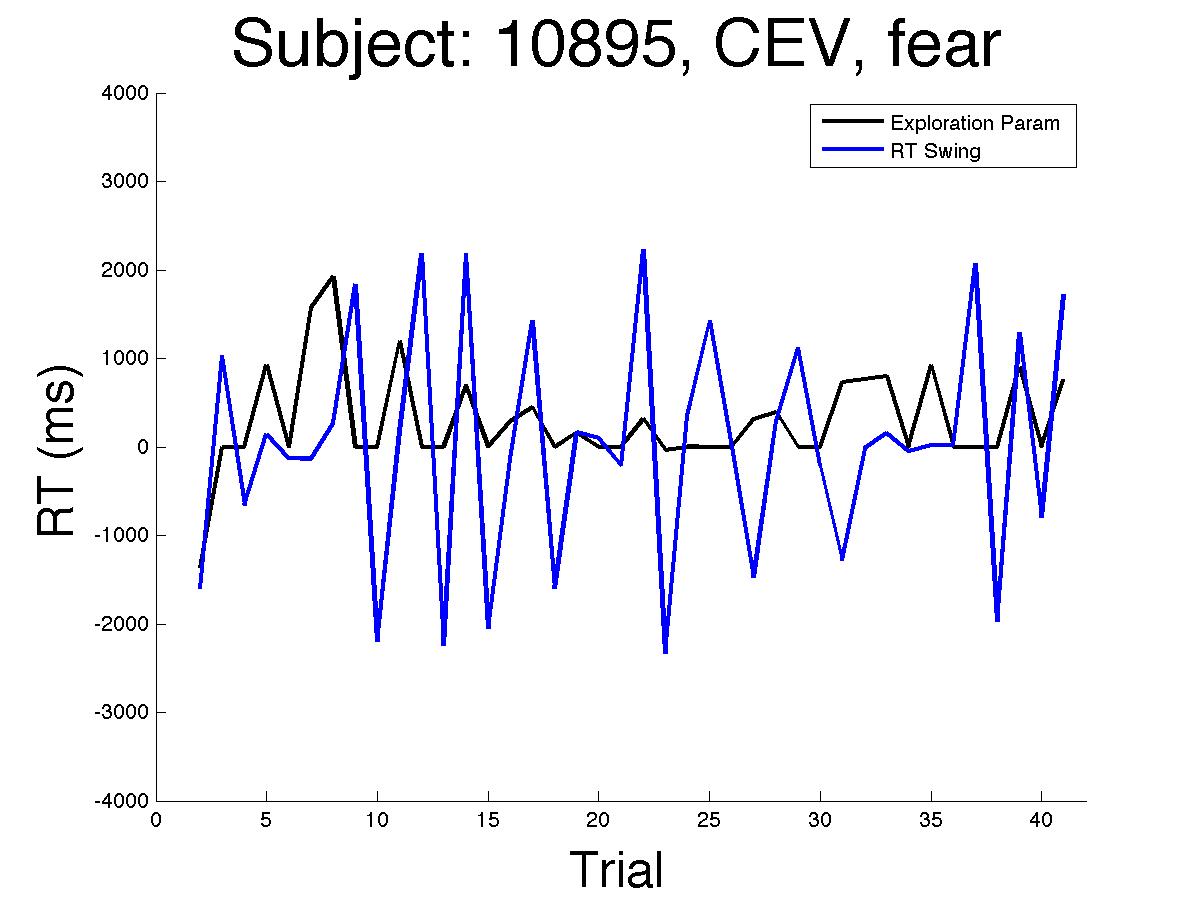 Subject: 10895, CEV, fear
4000
3000
2000
1000
0
-1000
-2000
-3000
-4000
RT (ms)
Exploration Param
RT Swing
0 5 10 15 20 25 30 35 40
Trial